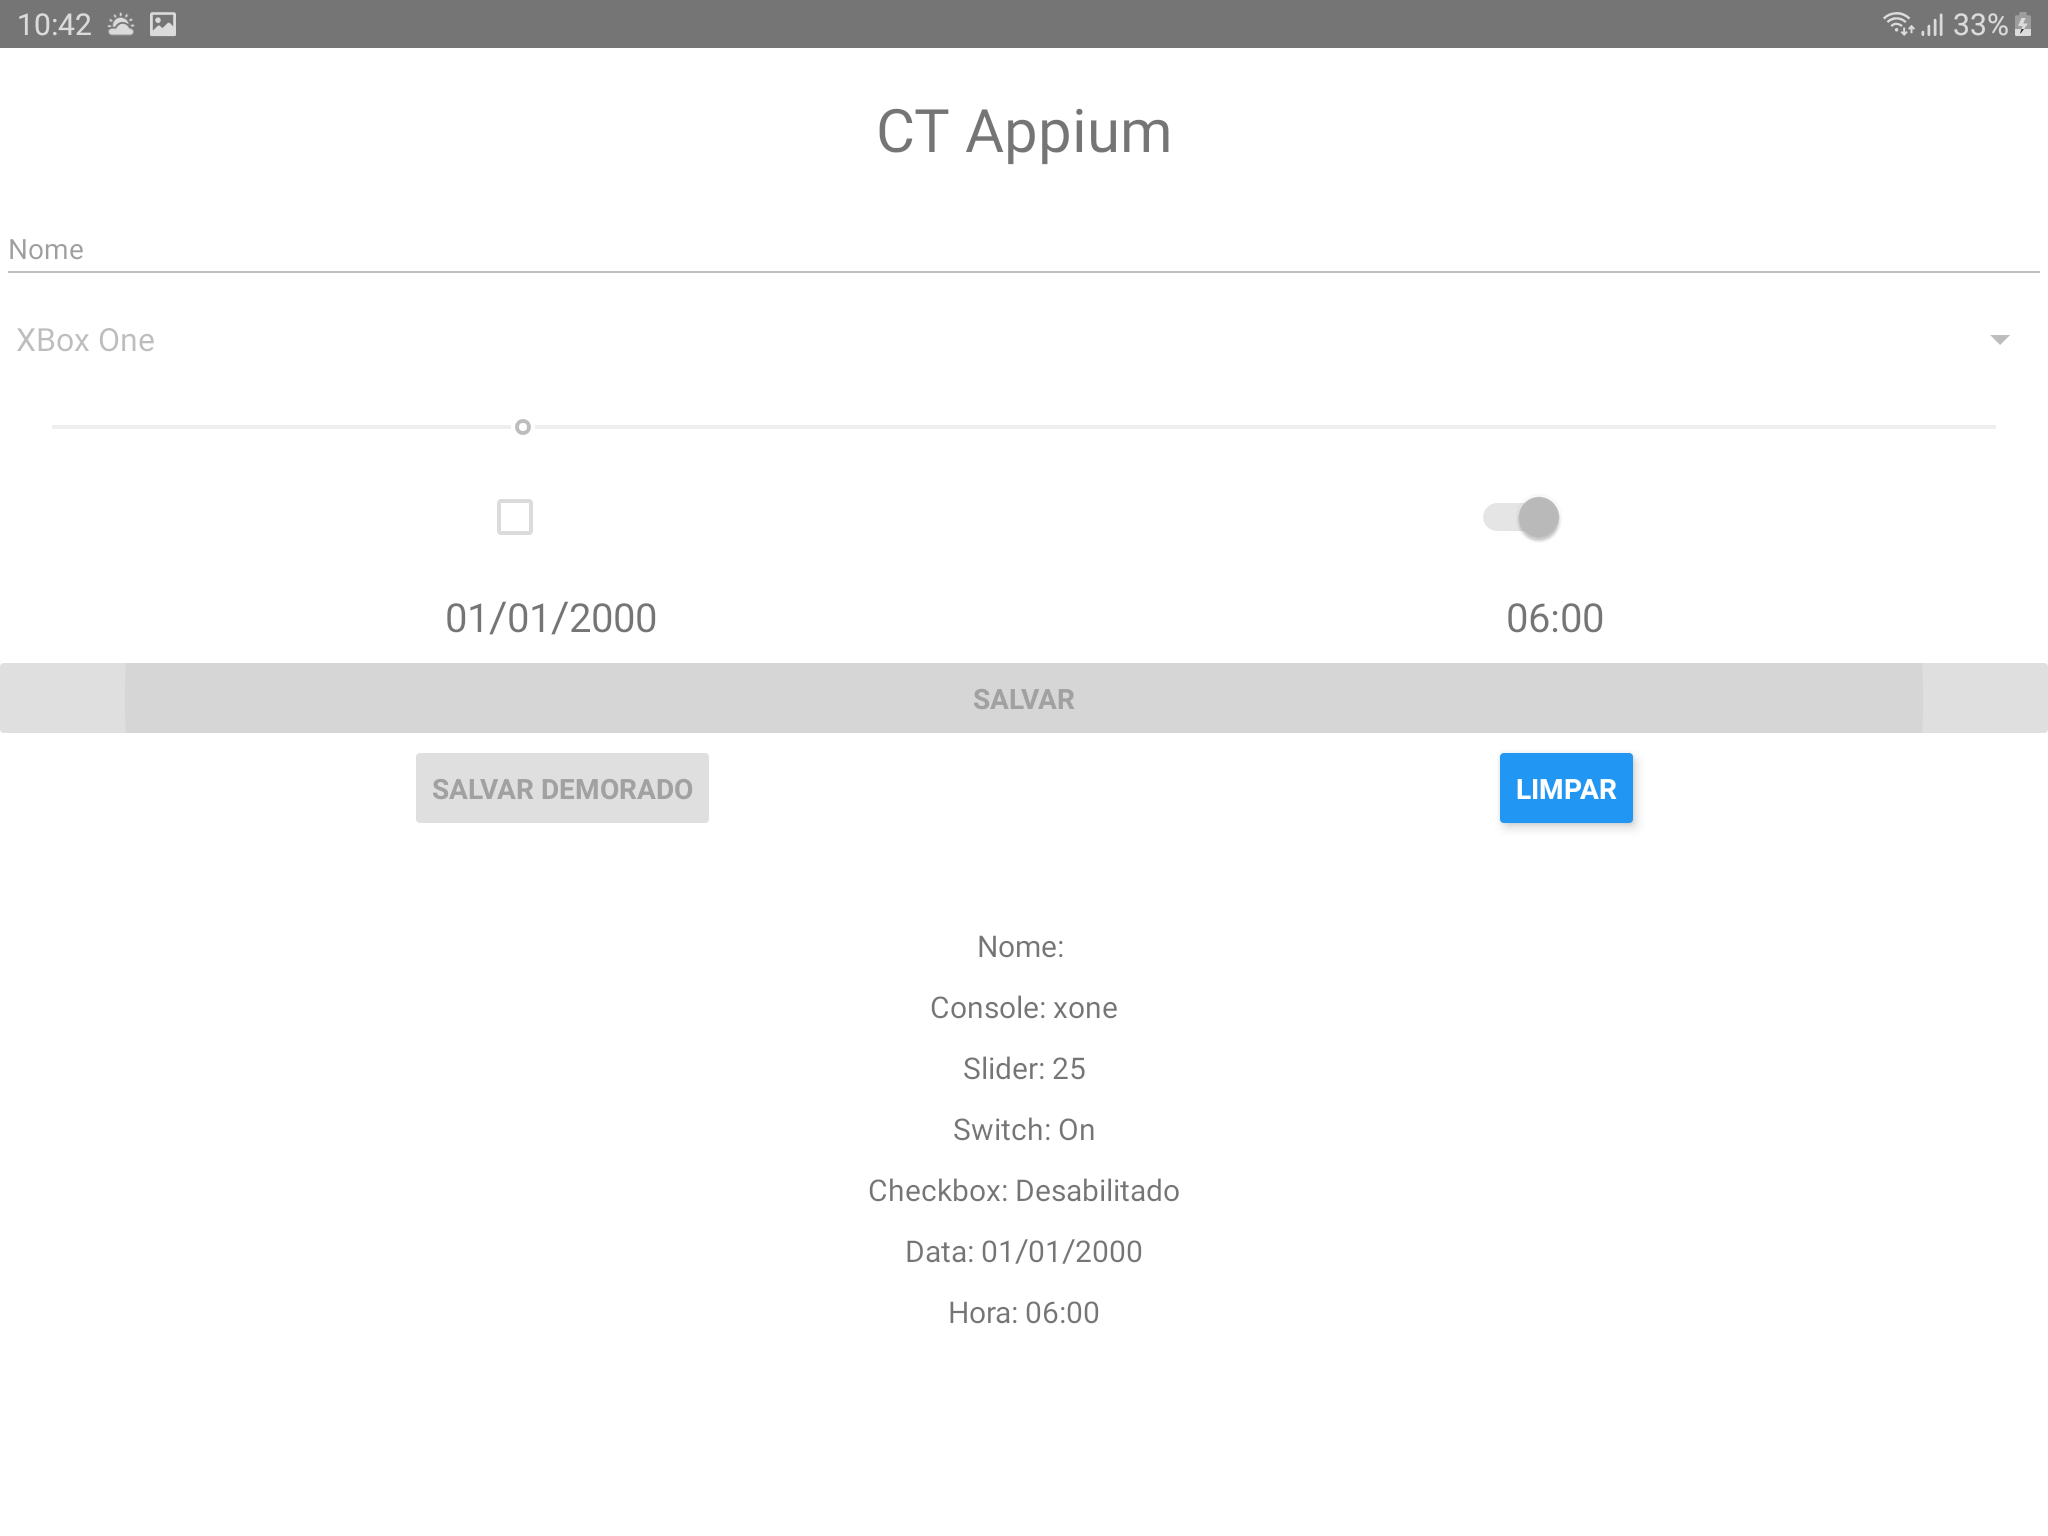 10:42 33%
CT Appium
Nome
XBox One
01/01/2000 06:00
SALVAR
SALVAR DEMORADO LIMPAR
Nome:
Console: xone
Slider: 25
Switch: On
Checkbox: Desabilitado
Data: 01/01/2000
Hora: 06:00